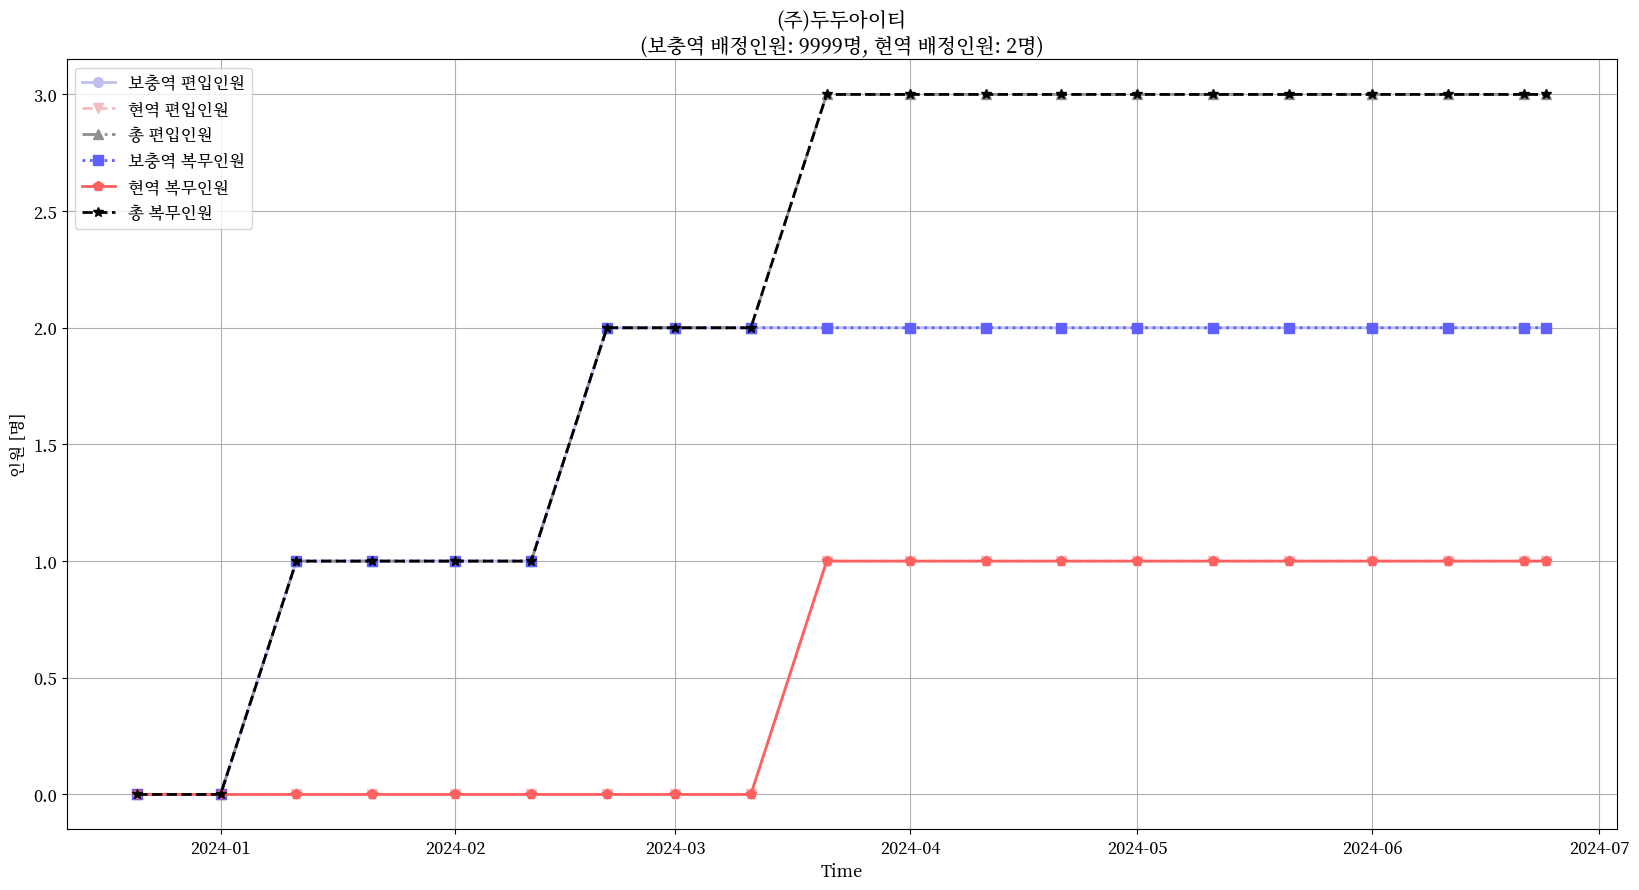 (주)두두아이티
(보충역 배정인원: 9999명, 현역 배정인원: 2명)
보충역 편입인원
현역 편입인원
총 편입인원
보충역 복무인원
현역 복무인원
총 복무인원
3.0
2.5
2.0
1.5
1.0
0.5
0.0
인원 [명]
2024-01
2024-02
2024-03
2024-04
2024-05
2024-06
2024-07
Time